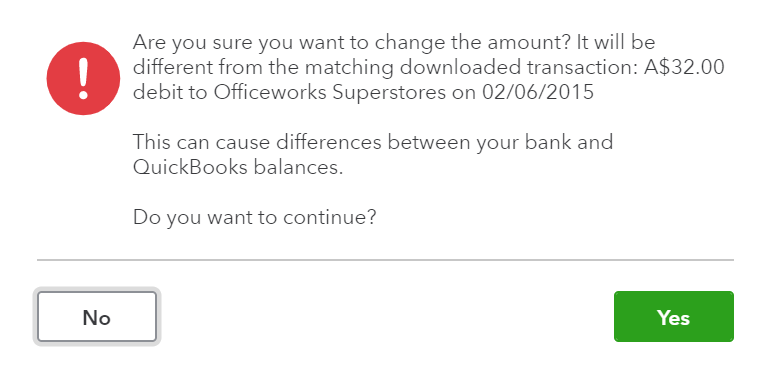 Are you sure you want to change the amount? It will be
different from the matching downloaded transaction: A$32.00
debit to Officeworks Superstores on 02/06/2015
This can cause differences between your bank and
QuickBooks balances.
Do you want to continue?
No
Yes